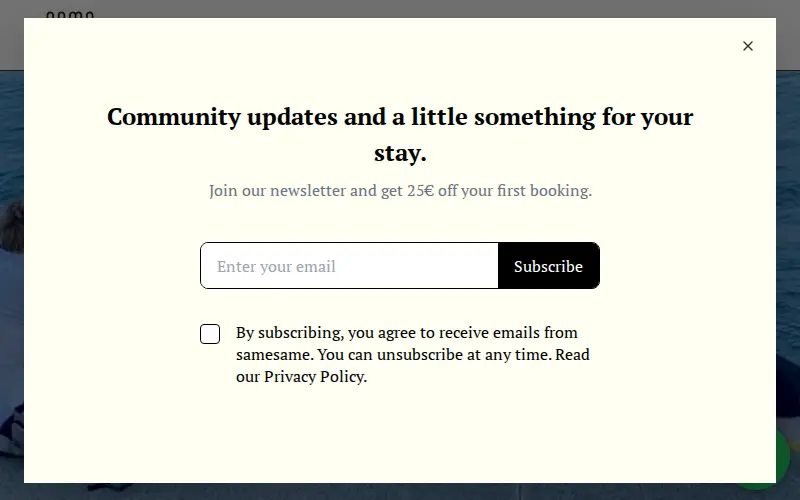 Community updates and a little something for your
stay.
Join our newsletter and get 25€ off your first booking.
Enter your email
Subscribe
By subscribing, you agree to receive emails from
samesame. You can unsubscribe at any time. Read
our Privacy Policy.